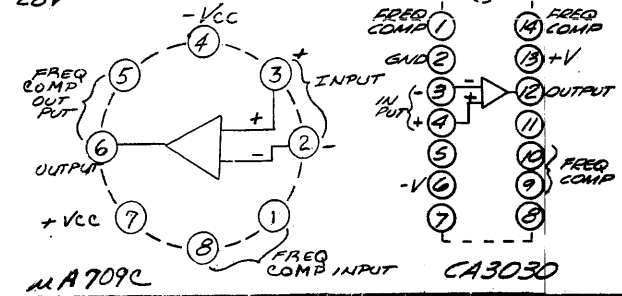 -VCC
4
5
3
+
FREQ
COMP
OUT
PUT
INPUT
+
-
6
2
-
OUTPUT
+VCC
7
1
8
FREQ
COMP INPUT
µA709C
FREQ
COMP
1
14
FREQ
COMP
GND
2
13
+V
IN
PUT
-
3
-
+
12
OUTPUT
+
4
11
5
10
FREQ
COMP
-V
6
9
7
8
CA3030